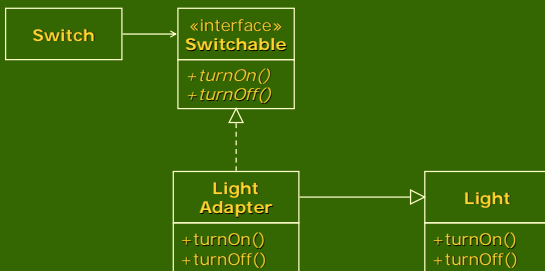 Switch
«interface»
Switchable
+turnOn()
+turnOff()
Light
Adapter
+turnOn()
+turnOff()
Light
+turnOn()
+turnOff()